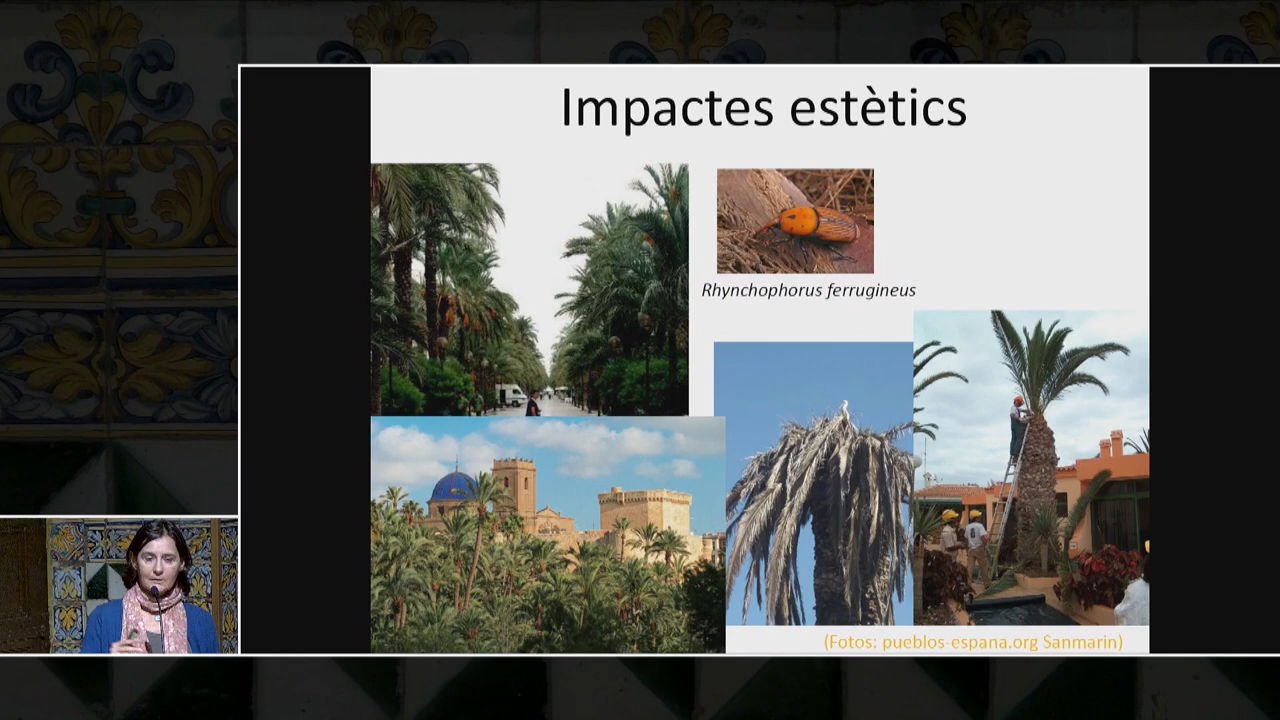 Impactes estètics
Rhynchophorus ferrugineus
(Fotos: pueblos-espana.org Sanmarin)